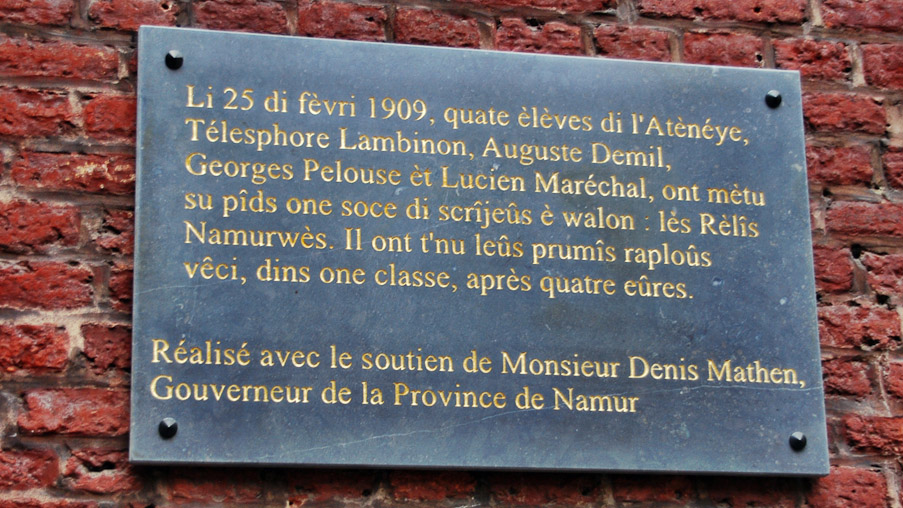 Li 25 di fèvri 1909, quate èlèves di l'Atènéye,
Télesphore Lambinon, Auguste Demil,
Georges Pelouse èt Lucien Maréchal, ont mètu
su pîds one soce di scrîjeûs è walon : lès Rèlîs
Namurwès. Il ont t'nu leûs prumîs raploûs
vêci, dins one classe, après quatre eûres.
Réalisé avec le soutien de Monsieur Denis Mathen,
Gouverneur de la Province de Namur